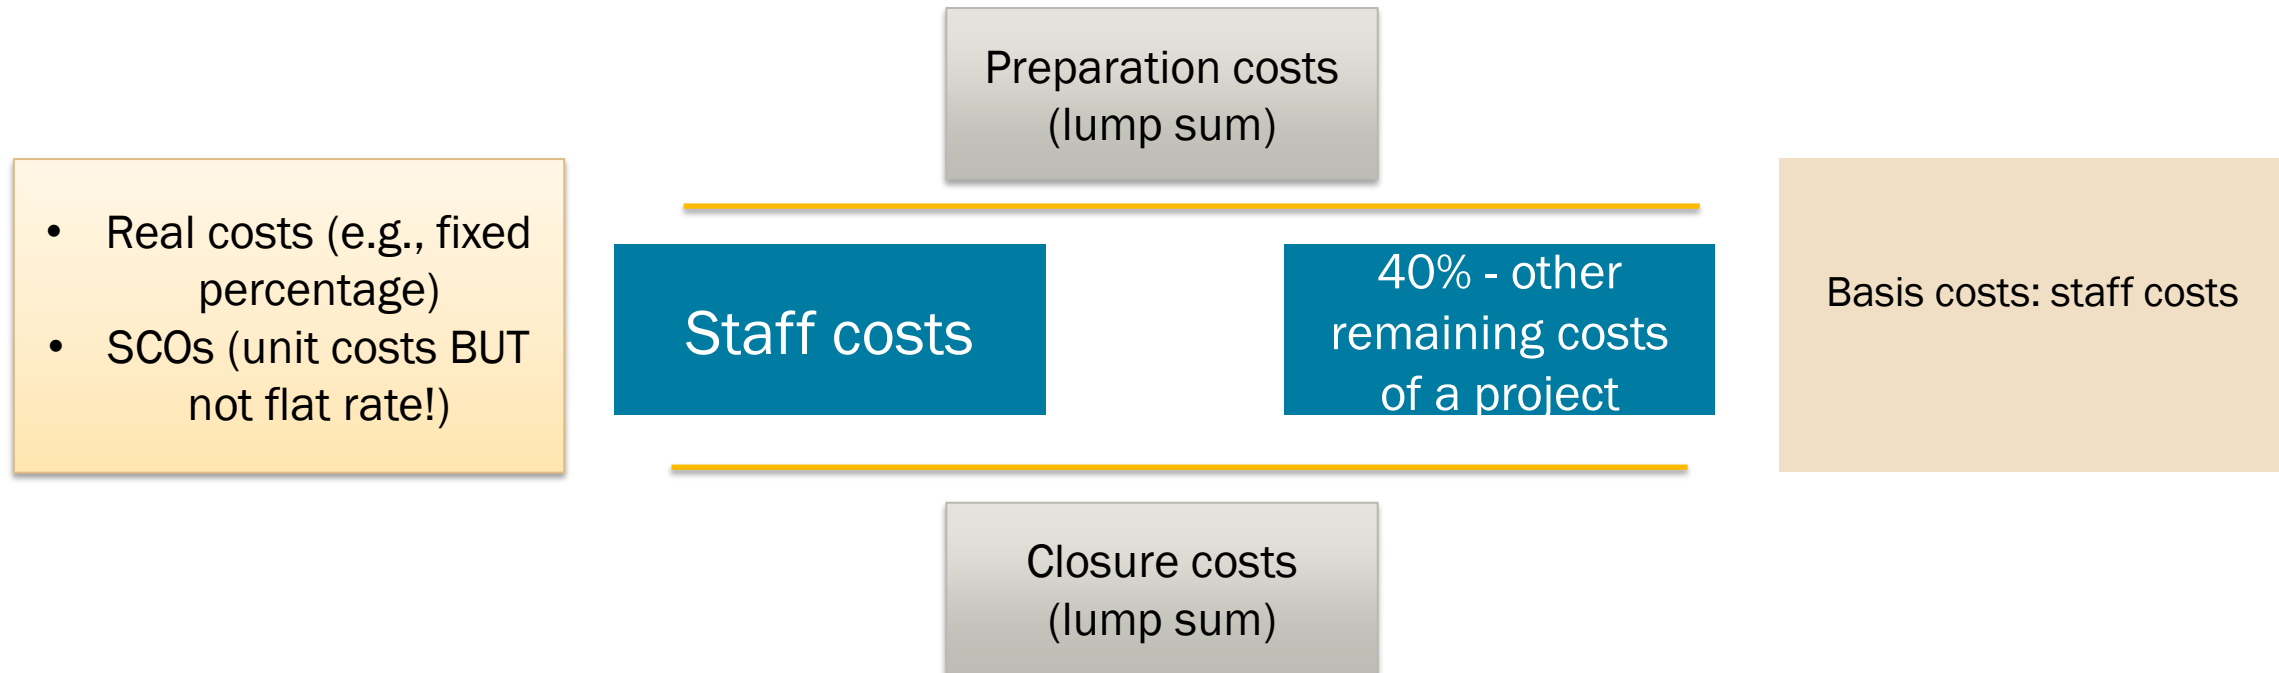 Preparation costs
(lump sum)
• Real costs (e.g., fixed
percentage)
• SCOs (unit costs BUT
not flat rate!)
Staff costs
40% - other
remaining costs
of a project
Basis costs: staff costs
Closure costs
(lump sum)